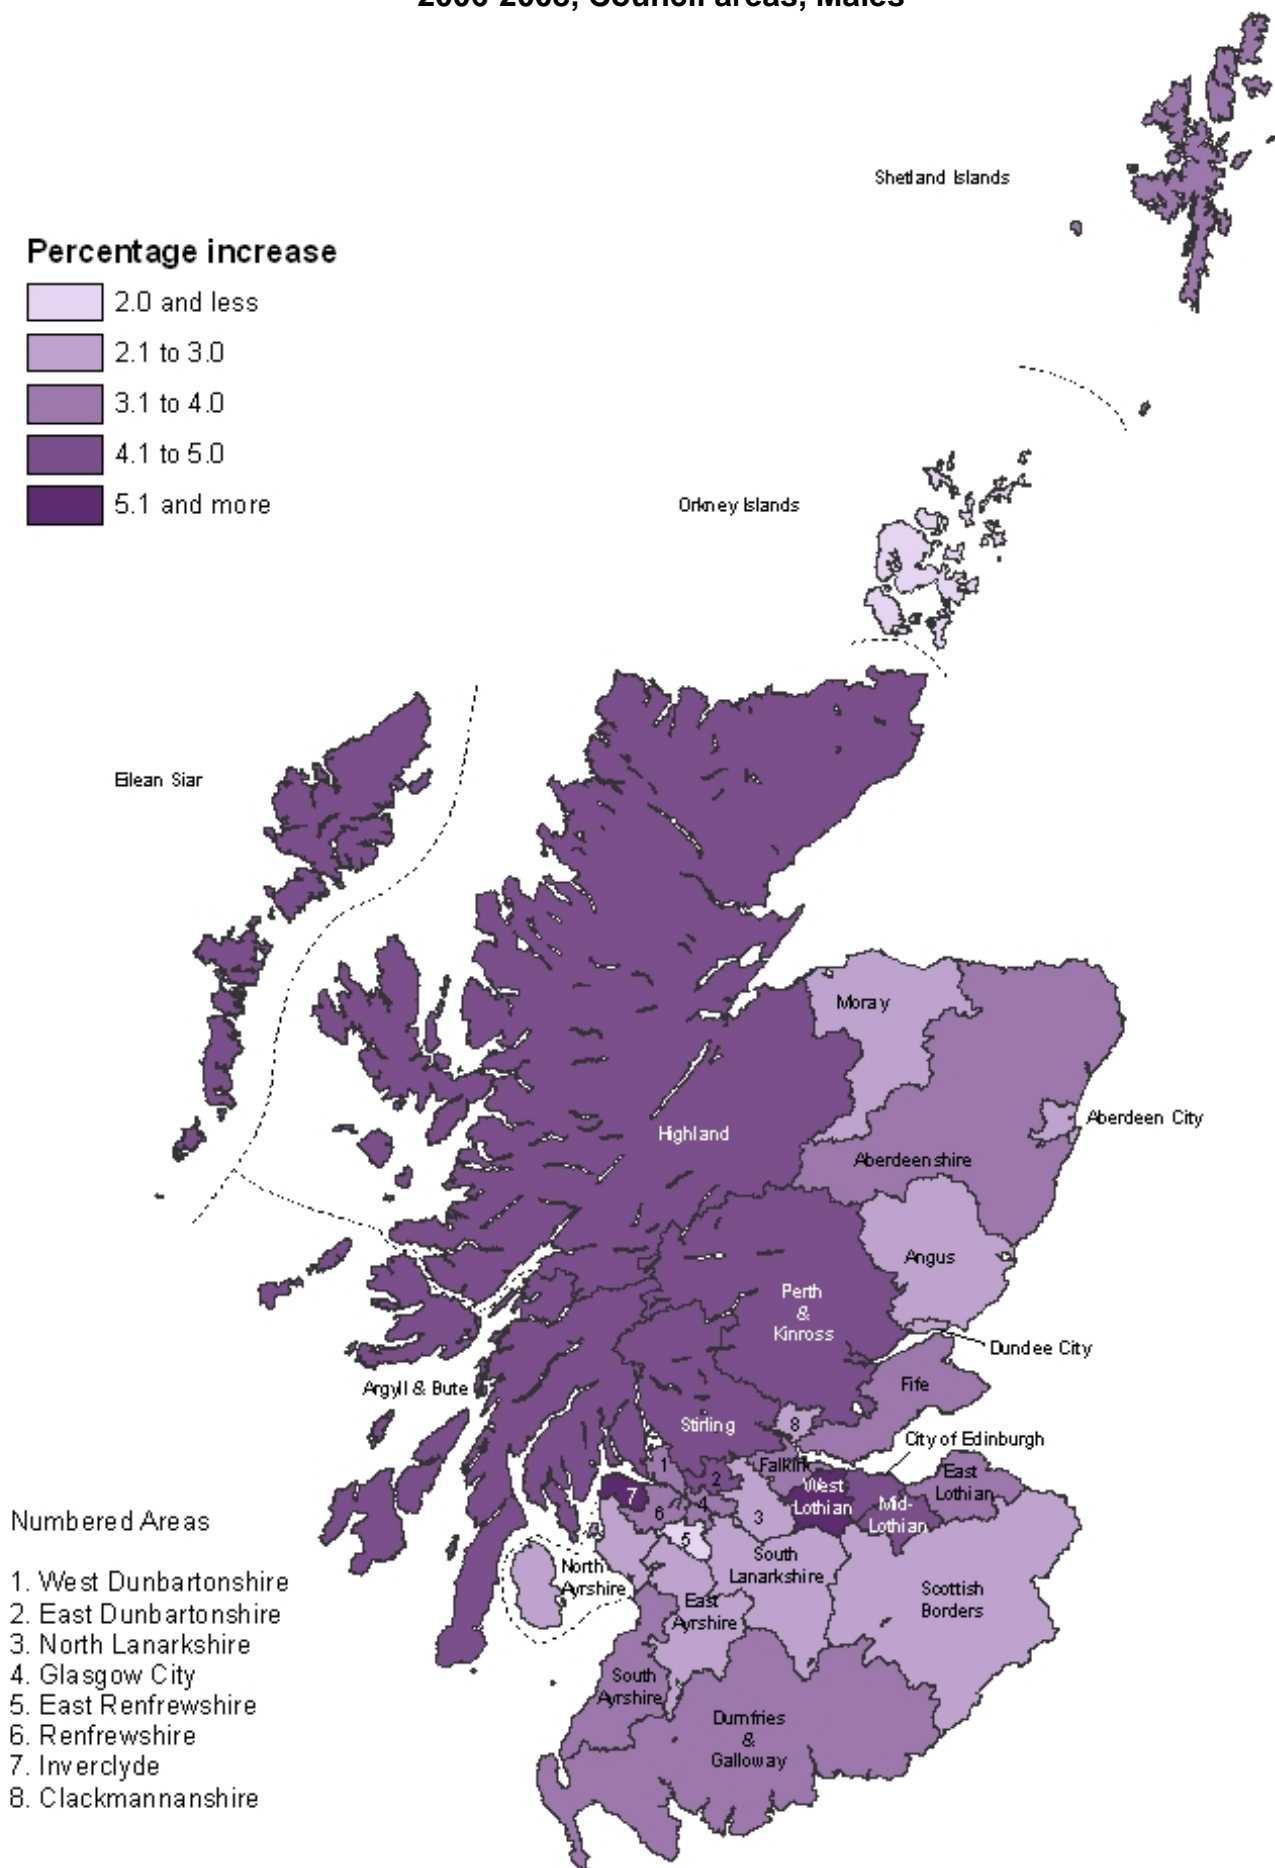 2006-2008, Council areas, Males
Shetland Islands
Percentage increase
2.0 and less
2.1 to 3.0
3.1 to 4.0
4.1 to 5.0
5.1 and more
Orkney Islands
Eilean Siar
Moray
Aberdeen City
Highland
Aberdeenshire
Angus
Perth
&
Kinross
Dundee City
Argyll & Bute
Fife
Stirling
8
City of Edinburgh
1
2
Falkirk
East
Lothian
West
Lothian
7
6
4
3
Mid-
Lothian
5
North
Ayrshire
South
Lanarkshire
East
Ayrshire
Scottish
Borders
South
Ayrshire
Dumfries
&
Galloway
Numbered Areas
1. West Dunbartonshire
2. East Dunbartonshire
3. North Lanarkshire
4. Glasgow City
5. East Renfrewshire
6. Renfrewshire
7. Inverclyde
8. Clackmannanshire